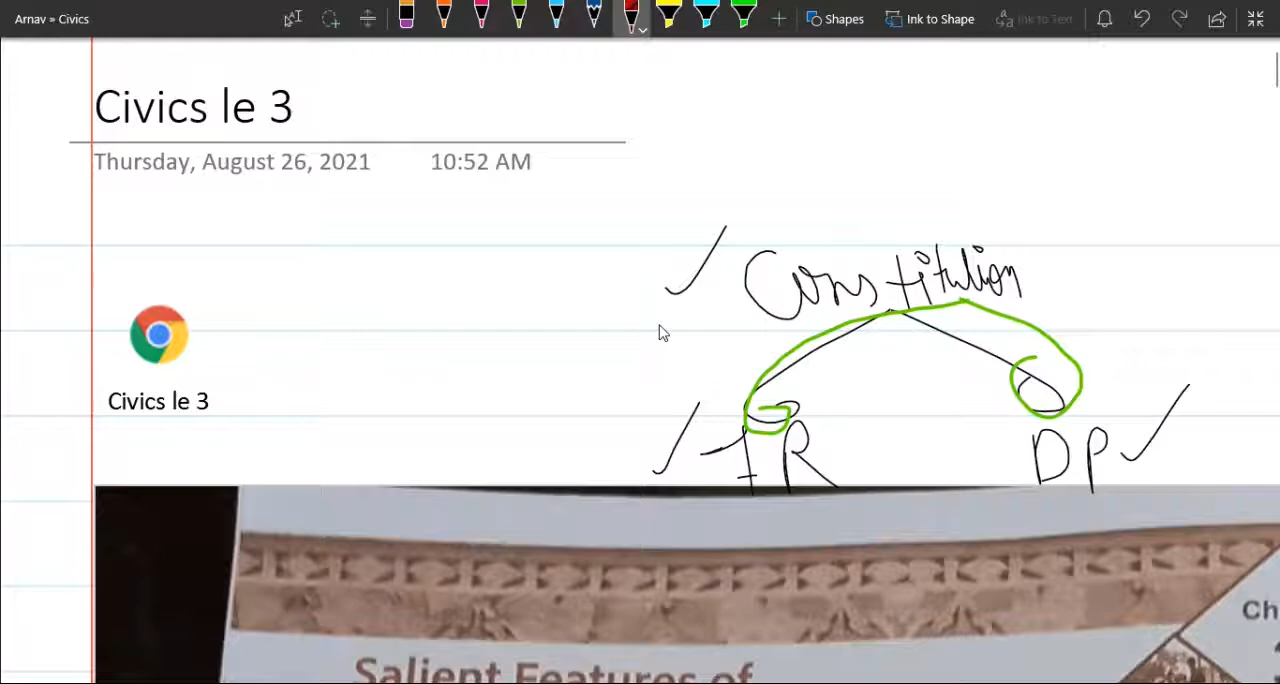 Arnav » Civics
Shapes
Ink to Shape
Ink to Text
Civics le 3
Thursday, August 26, 2021 10:52 AM
Constitution
Civics le 3
FR
DP
Ch
Salient Features of